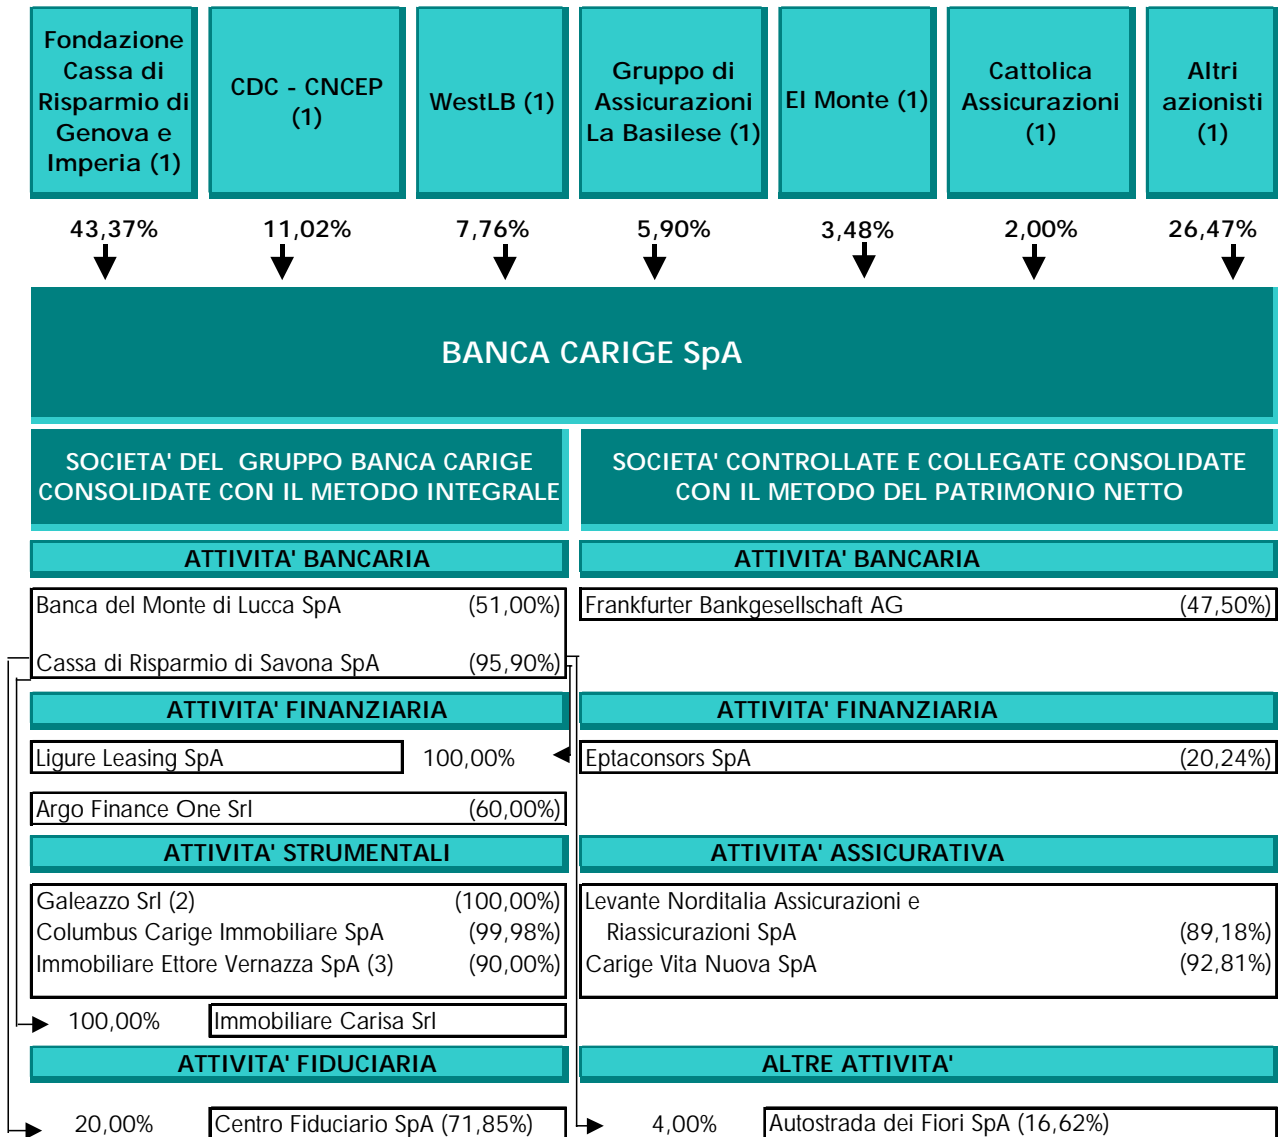 Fondazione
Cassa di
Risparmio di
Genova e
Imperia (1)
CDC - CNCEP
(1)
WestLB (1)
Gruppo di
Assicurazioni
La Basilese (1)
El Monte (1)
Cattolica
Assicurazioni
(1)
Altri
azionisti
(1)
43,37% 11,02% 7,76% 5,90% 3,48% 2,00% 26,47%
BANCA CARIGE SpA
SOCIETA' DEL GRUPPO BANCA CARIGE
CONSOLIDATE CON IL METODO INTEGRALE
SOCIETA' CONTROLLATE E COLLEGATE CONSOLIDATE
CON IL METODO DEL PATRIMONIO NETTO
ATTIVITA' BANCARIA
Banca del Monte di Lucca SpA (51,00%)
Cassa di Risparmio di Savona SpA (95,90%)
ATTIVITA' BANCARIA
Frankfurter Bankgesellschaft AG (47,50%)
ATTIVITA' FINANZIARIA
Ligure Leasing SpA 100,00%
Argo Finance One Srl (60,00%)
ATTIVITA' FINANZIARIA
Eptaconsors SpA (20,24%)
ATTIVITA' STRUMENTALI
Galeazzo Srl (2) (100,00%)
Columbus Carige Immobiliare SpA (99,98%)
Immobiliare Ettore Vernazza SpA (3) (90,00%)
100,00% Immobiliare Carisa Srl
ATTIVITA' ASSICURATIVA
Levante Norditalia Assicurazioni e
Riassicurazioni SpA (89,18%)
Carige Vita Nuova SpA (92,81%)
ATTIVITA' FIDUCIARIA
20,00% Centro Fiduciario SpA (71,85%)
ALTRE ATTIVITA'
4,00% Autostrada dei Fiori SpA (16,62%)